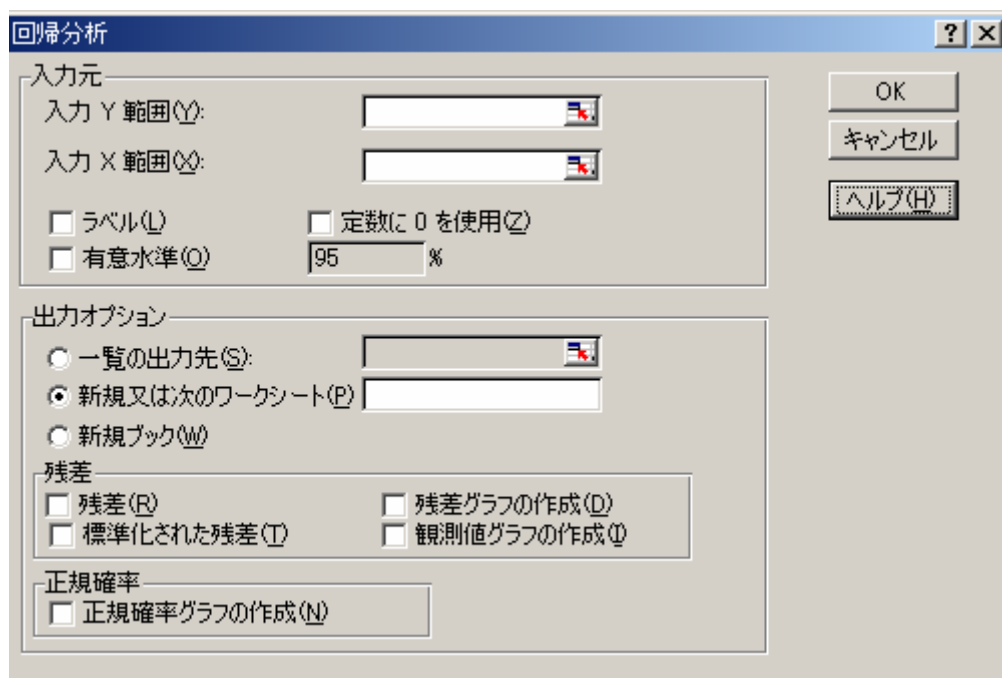 回帰分析
入力元
入力 Y 範囲(Y):
入力 X 範囲(X):
ラベル(L)
定数に 0 を使用(Z)
有意水準(O)
95 %
出力オプション
一覧の出力先(S):
新規又は次のワークシート(P)
新規ブック(W)
残差
残差(R)
残差グラフの作成(D)
標準化された残差(T)
観測値グラフの作成(I)
正規確率
正規確率グラフの作成(N)
OK
キャンセル
ヘルプ(H)